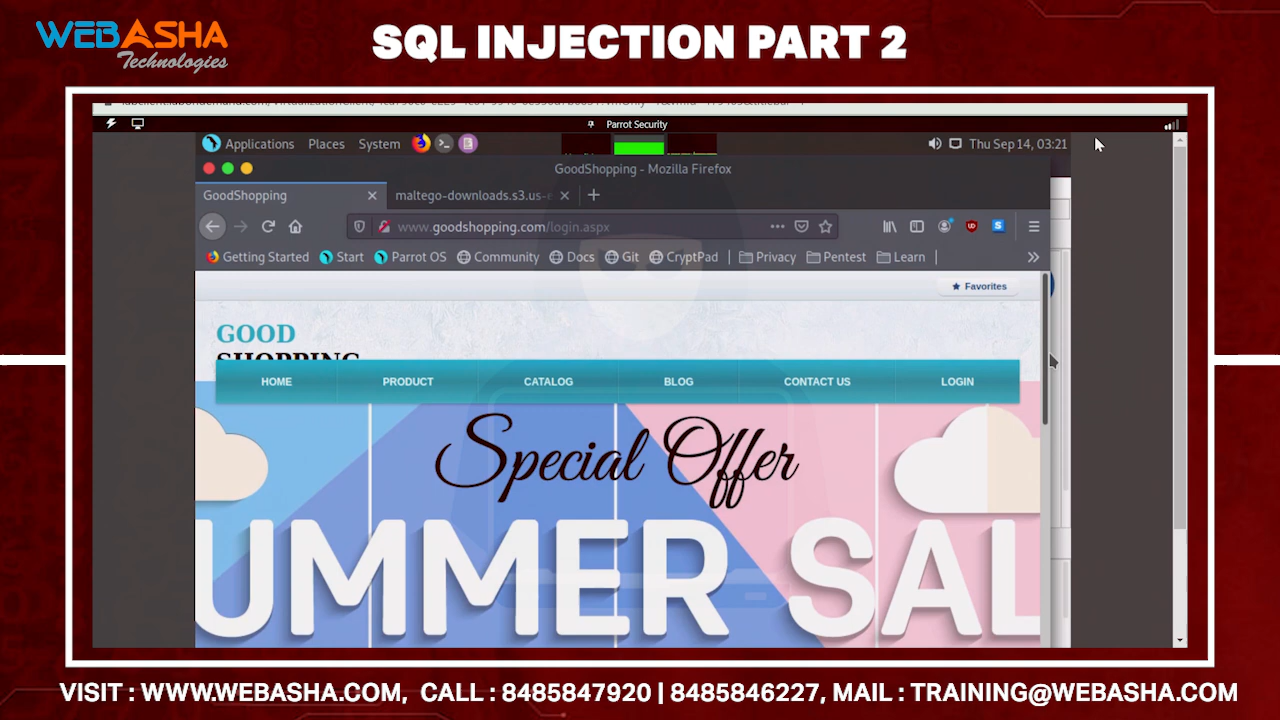 WEBASHA
Technologies
SQL INJECTION PART 2
Parrot Security
Applications Places System
Thu Sep 14, 03:21
GoodShopping - Mozilla Firefox
GoodShopping
maltego-downloads.s3.us-e
www.goodshopping.com/login.aspx
Getting Started Start Parrot OS Community Docs Git CryptPad Privacy Pentest Learn
Favorites
GOOD
SHOPPING
HOME PRODUCT CATALOG BLOG CONTACT US LOGIN
Special Offer
UMMER SAL
VISIT : WWW.WEBASHA.COM, CALL : 8485847920 | 8485846227, MAIL : TRAINING@WEBASHA.COM